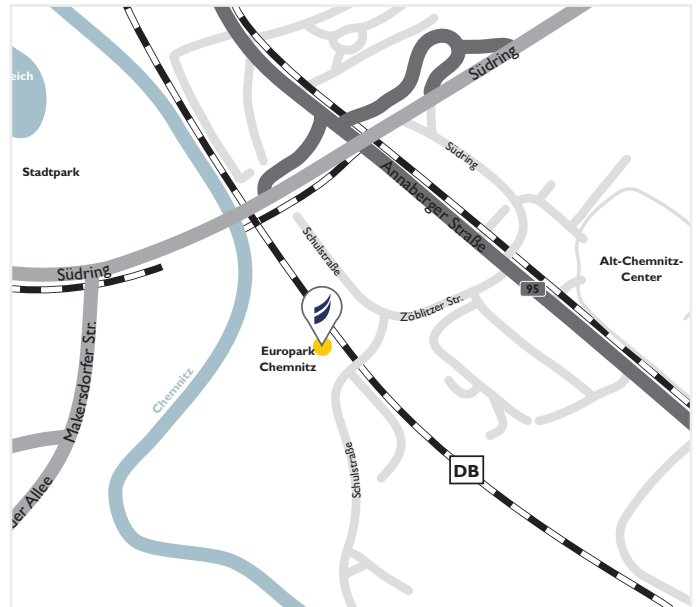 eich
Südring
Stadtpark
Südring
Annaberger Straße
Schulstraße
Alt-Chemnitz-
Center
Südring
95
Zöblitzer Str.
Europark
Chemnitz
Makersdorfer Str.
Chemnitz
Schulstraße
DB
uer Allee